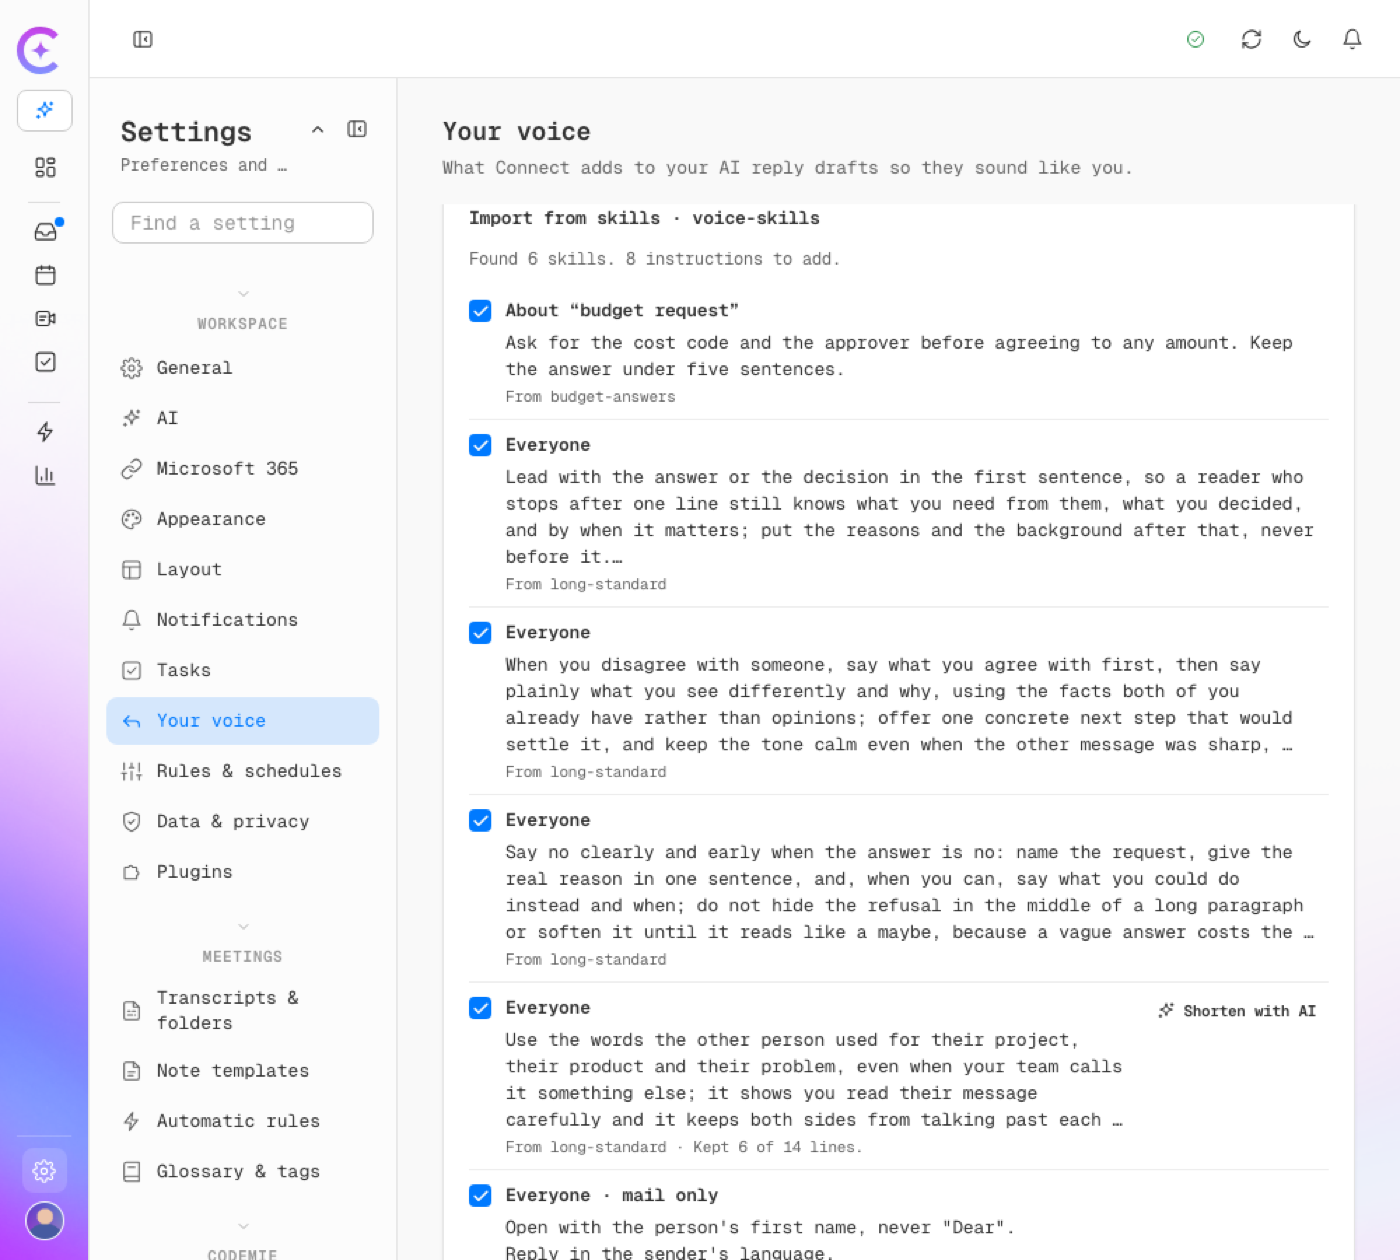 Settings
Preferences and …
Find a setting
WORKSPACE
General
AI
Microsoft 365
Appearance
Layout
Notifications
Tasks
Your voice
Rules & schedules
Data & privacy
Plugins
MEETINGS
Transcripts &
folders
Note templates
Automatic rules
Glossary & tags
CODEMIE
Your voice
What Connect adds to your AI reply drafts so they sound like you.
Import from skills · voice-skills
Found 6 skills. 8 instructions to add.
About “budget request”
Ask for the cost code and the approver before agreeing to any amount. Keep
the answer under five sentences.
From budget-answers
Everyone
Lead with the answer or the decision in the first sentence, so a reader who
stops after one line still knows what you need from them, what you decided,
and by when it matters; put the reasons and the background after that, never
before it.…
From long-standard
Everyone
When you disagree with someone, say what you agree with first, then say
plainly what you see differently and why, using the facts both of you
already have rather than opinions; offer one concrete next step that would
settle it, and keep the tone calm even when the other message was sharp, …
From long-standard
Everyone
Say no clearly and early when the answer is no: name the request, give the
real reason in one sentence, and, when you can, say what you could do
instead and when; do not hide the refusal in the middle of a long paragraph
or soften it until it reads like a maybe, because a vague answer costs the …
From long-standard
Everyone
Shorten with AI
Use the words the other person used for their project,
their product and their problem, even when your team calls
it something else; it shows you read their message
carefully and it keeps both sides from talking past each …
From long-standard · Kept 6 of 14 lines.
Everyone · mail only
Open with the person's first name, never "Dear".
Reply in the sender's language.